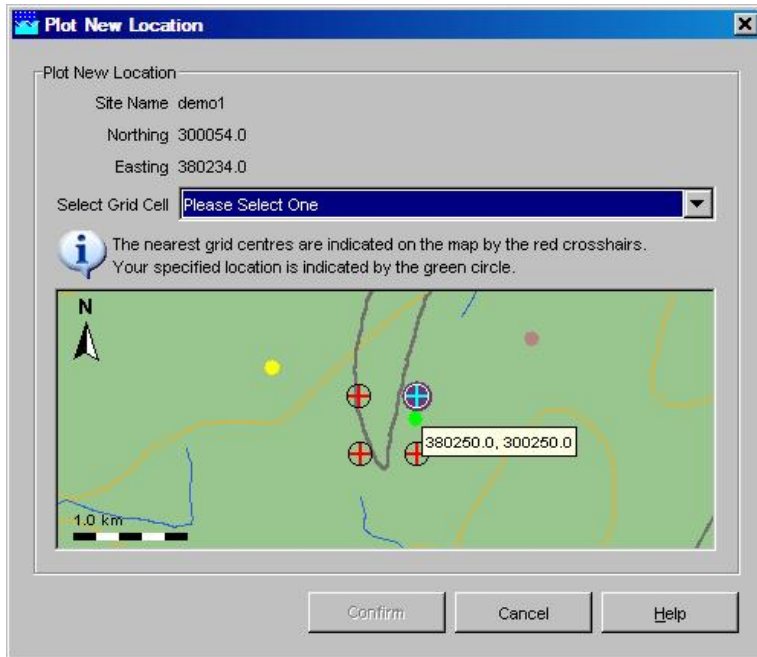 Plot New Location
Plot New Location
Site Name demo1
Northing 300054.0
Easting 380234.0
Select Grid Cell Please Select One
The nearest grid centres are indicated on the map by the red crosshairs.
Your specified location is indicated by the green circle.
N
380250.0, 300250.0
1.0 km
Confirm Cancel Help